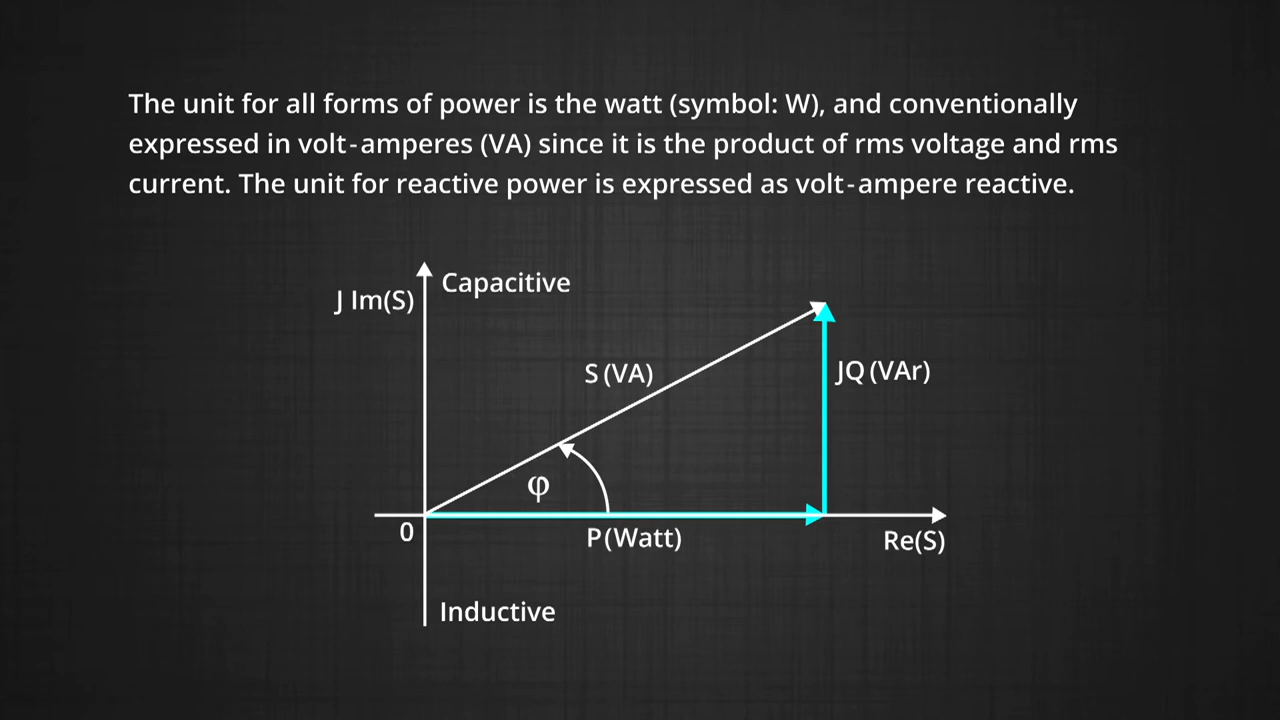 The unit for all forms of power is the watt (symbol: W), and conventionally
expressed in volt-amperes (VA) since it is the product of rms voltage and rms
current. The unit for reactive power is expressed as volt-ampere reactive.
Capacitive
J Im(S)
S (VA)
JQ (VAr)
φ
0
P(Watt)
Re(S)
Inductive